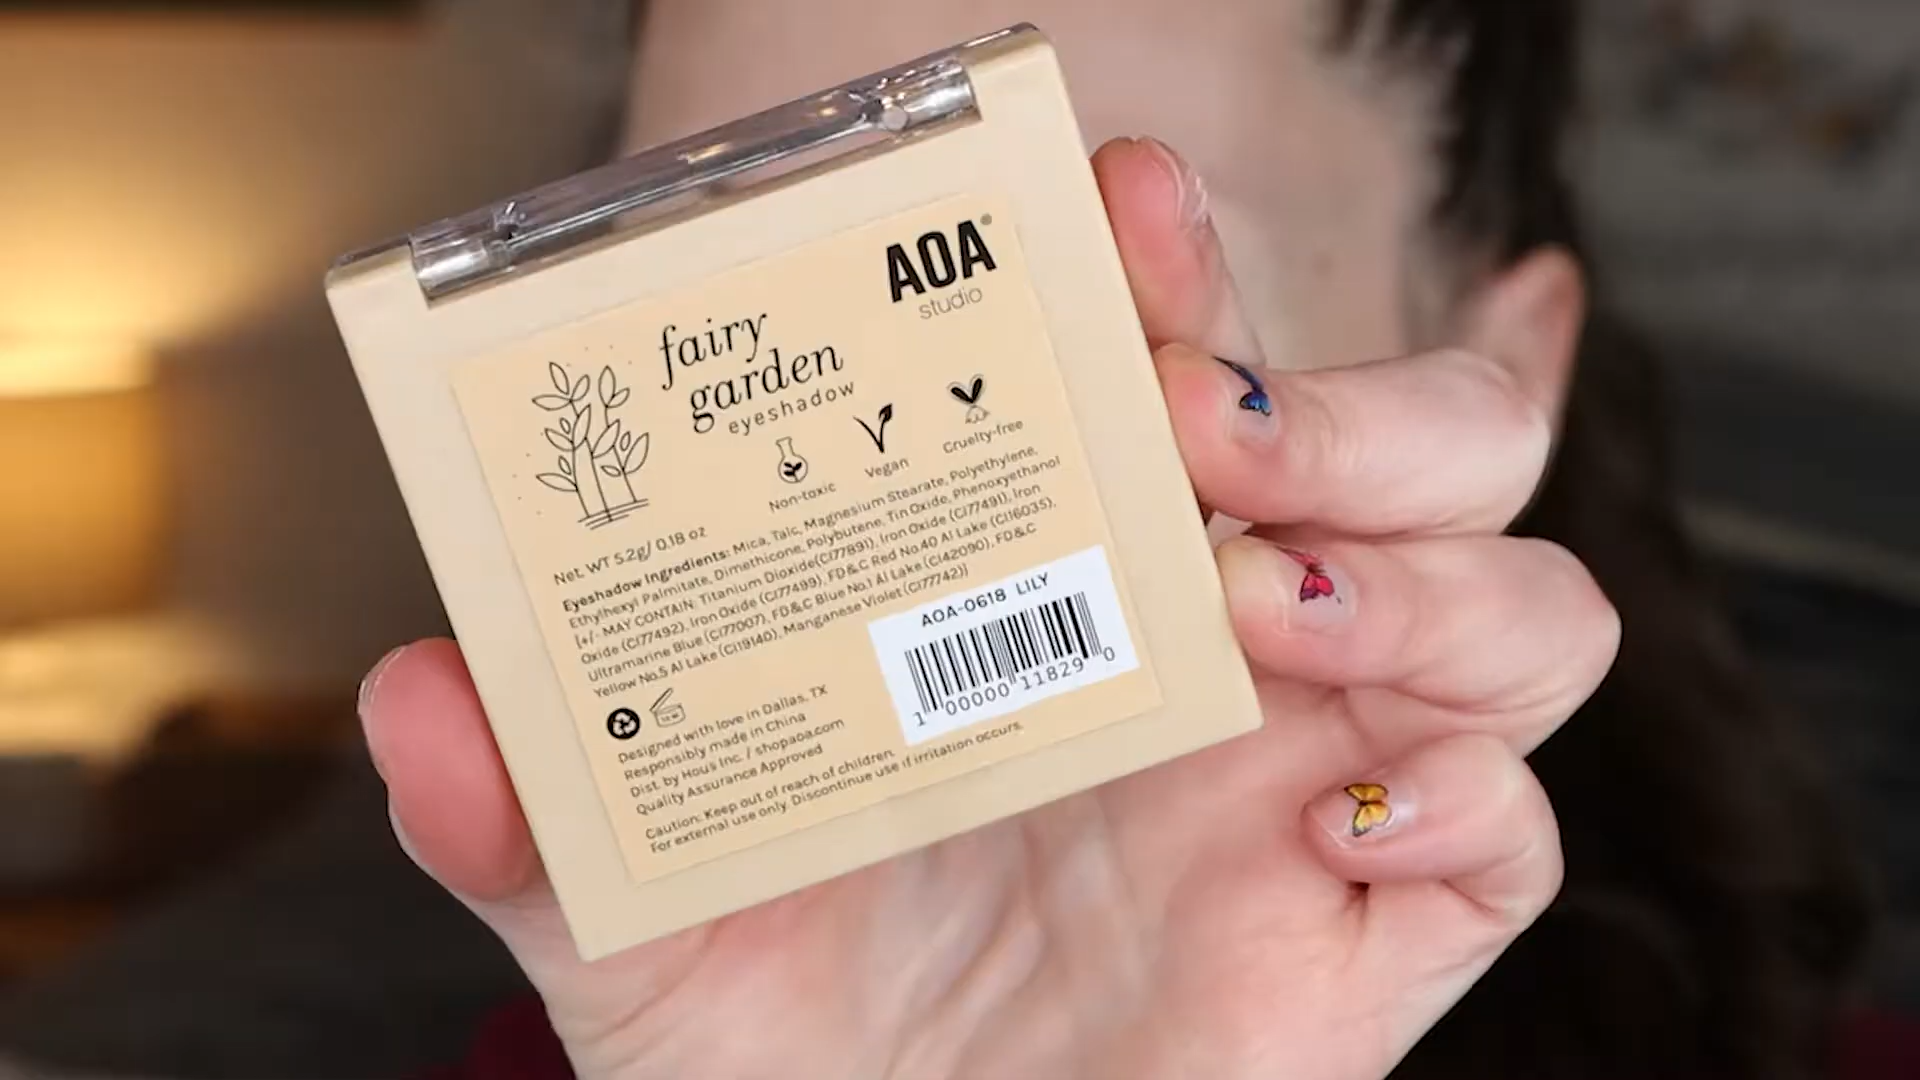 AOA®
studio
fairy
garden
eyeshadow
Non-toxic
Vegan
Cruelty-free
Net. WT 5.2g/ 0.18 oz
Eyeshadow Ingredients: Mica, Talc, Magnesium Stearate, Polyethylene,
Ethylhexyl Palmitate, Dimethicone, Polybutene, Tin Oxide, Phenoxyethanol
[+/- MAY CONTAIN: Titanium Dioxide(CI77891), Iron Oxide (CI77491), Iron
Oxide (CI77492), Iron Oxide (CI77499), FD&C Red No.40 Al Lake (CI16035),
Ultramarine Blue (CI77007), FD&C Blue No.1 Al Lake (CI42090), FD&C
Yellow No.5 Al Lake (CI19140), Manganese Violet (CI77742)]
AOA-0618 LILY
1 00000 11829 0
Designed with love in Dallas, TX
Responsibly made in China
Dist. by Hous Inc. / shopaoa.com
Quality Assurance Approved
Caution: Keep out of reach of children.
For external use only. Discontinue use if irritation occurs.